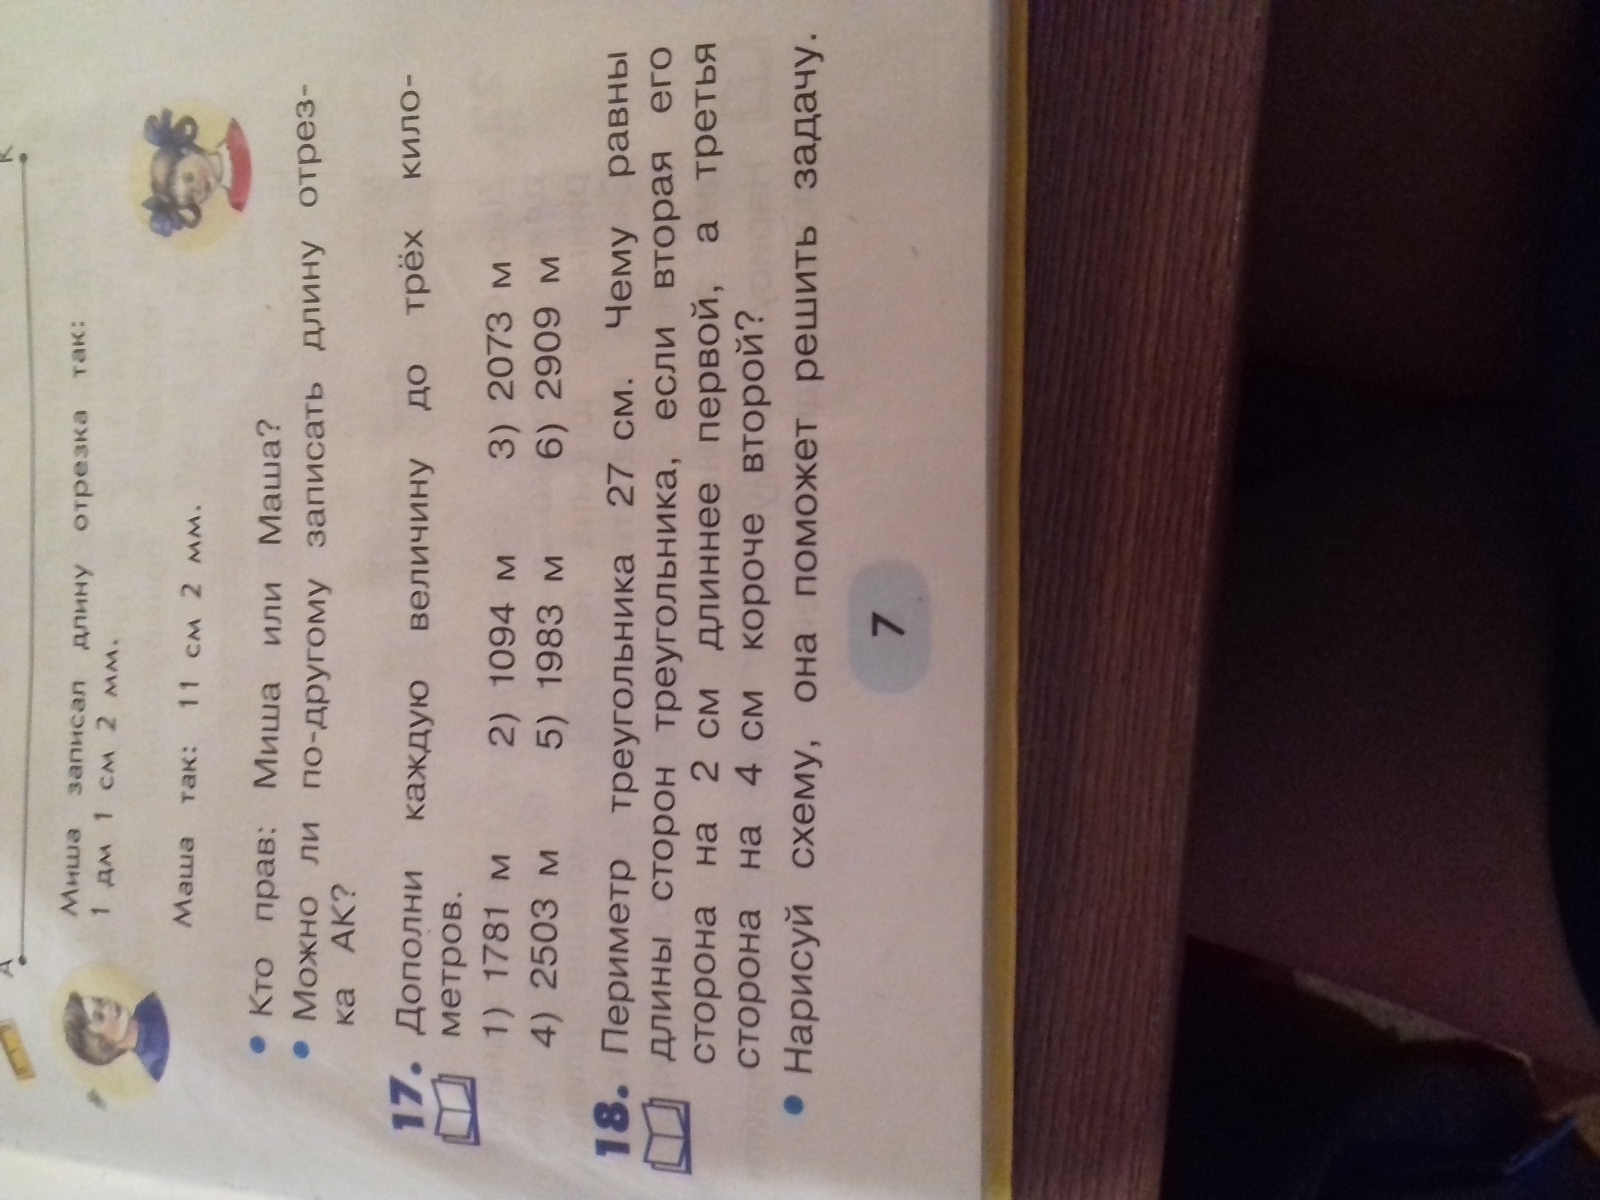 А К
Миша записал длину отрезка так:
1 дм 1 см 2 мм.
Маша так: 11 см 2 мм.
• Кто прав: Миша или Маша?
• Можно ли по-другому записать длину отрез-
ка АК?
17. Дополни каждую величину до трёх кило-
метров.
1) 1781 м 2) 1094 м 3) 2073 м
4) 2503 м 5) 1983 м 6) 2909 м
18. Периметр треугольника 27 см. Чему равны
длины сторон треугольника, если вторая его
сторона на 2 см длиннее первой, а третья
сторона на 4 см короче второй?
• Нарисуй схему, она поможет решить задачу.
7